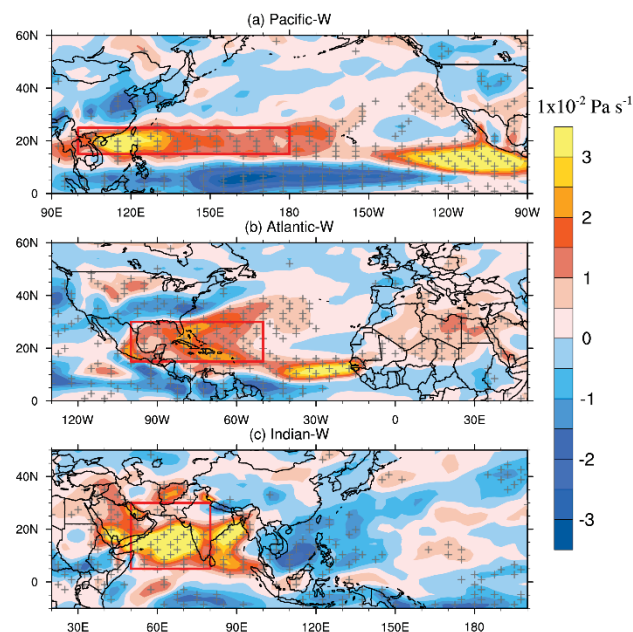 (a) Pacific-W
60N
40N
20N
0
90E 120E 150E 180 150W 120W 90W
(b) Atlantic-W
60N
40N
20N
0
120W 90W 60W 30W 0 30E
(c) Indian-W
40N
20N
0
30E 60E 90E 120E 150E 180
1x10⁻² Pa s⁻¹
3
2
1
0
-1
-2
-3